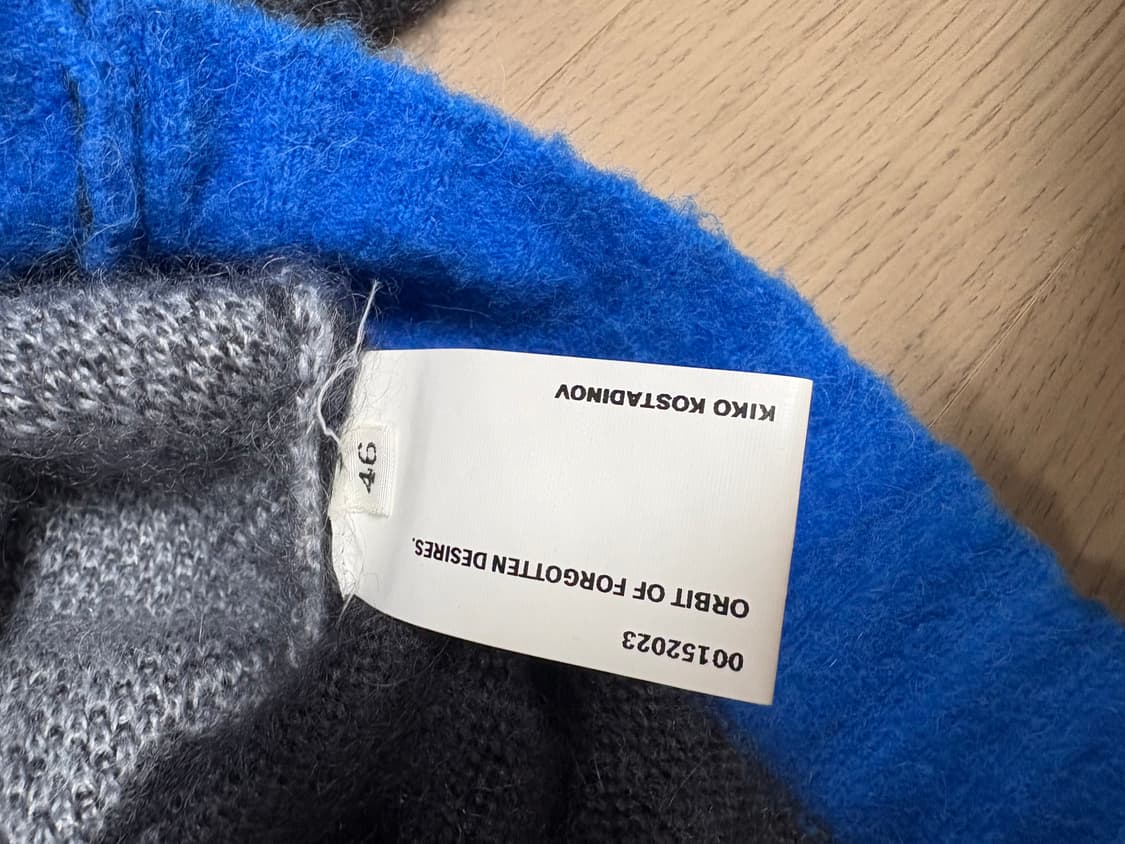 00152023
ORBIT OF FORGOTTEN DESIRES.
KIKO KOSTADINOV
46